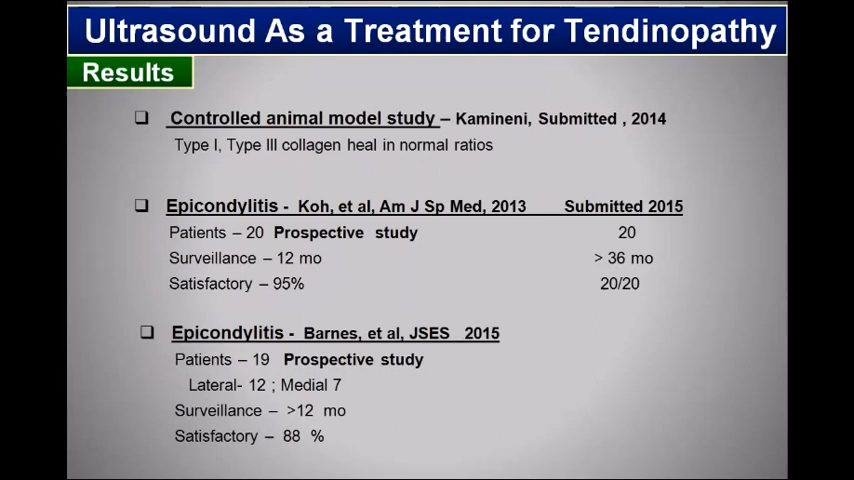 Ultrasound As a Treatment for Tendinopathy
Results
❑ Controlled animal model study – Kamineni, Submitted , 2014
Type I, Type III collagen heal in normal ratios
❑ Epicondylitis - Koh, et al, Am J Sp Med, 2013 Submitted 2015
Patients – 20 Prospective study 20
Surveillance – 12 mo > 36 mo
Satisfactory – 95% 20/20
❑ Epicondylitis - Barnes, et al, JSES 2015
Patients – 19 Prospective study
Lateral- 12 ; Medial 7
Surveillance – >12 mo
Satisfactory – 88 %